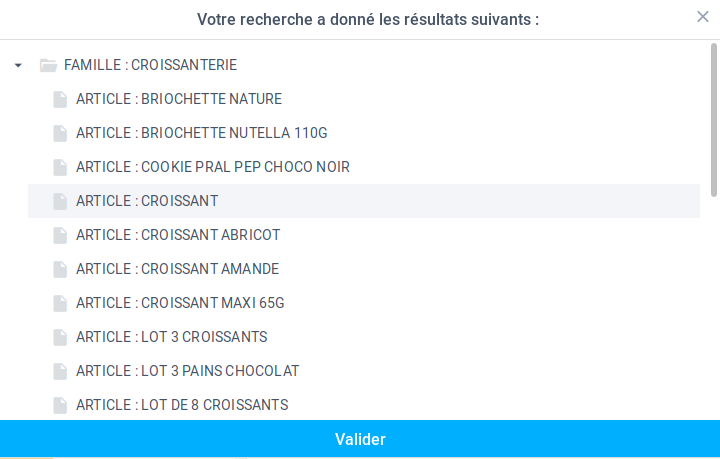 Votre recherche a donné les résultats suivants :
FAMILLE : CROISSANTERIE
ARTICLE : BRIOCHETTE NATURE
ARTICLE : BRIOCHETTE NUTELLA 110G
ARTICLE : COOKIE PRAL PEP CHOCO NOIR
ARTICLE : CROISSANT
ARTICLE : CROISSANT ABRICOT
ARTICLE : CROISSANT AMANDE
ARTICLE : CROISSANT MAXI 65G
ARTICLE : LOT 3 CROISSANTS
ARTICLE : LOT 3 PAINS CHOCOLAT
ARTICLE : LOT DE 8 CROISSANTS
Valider